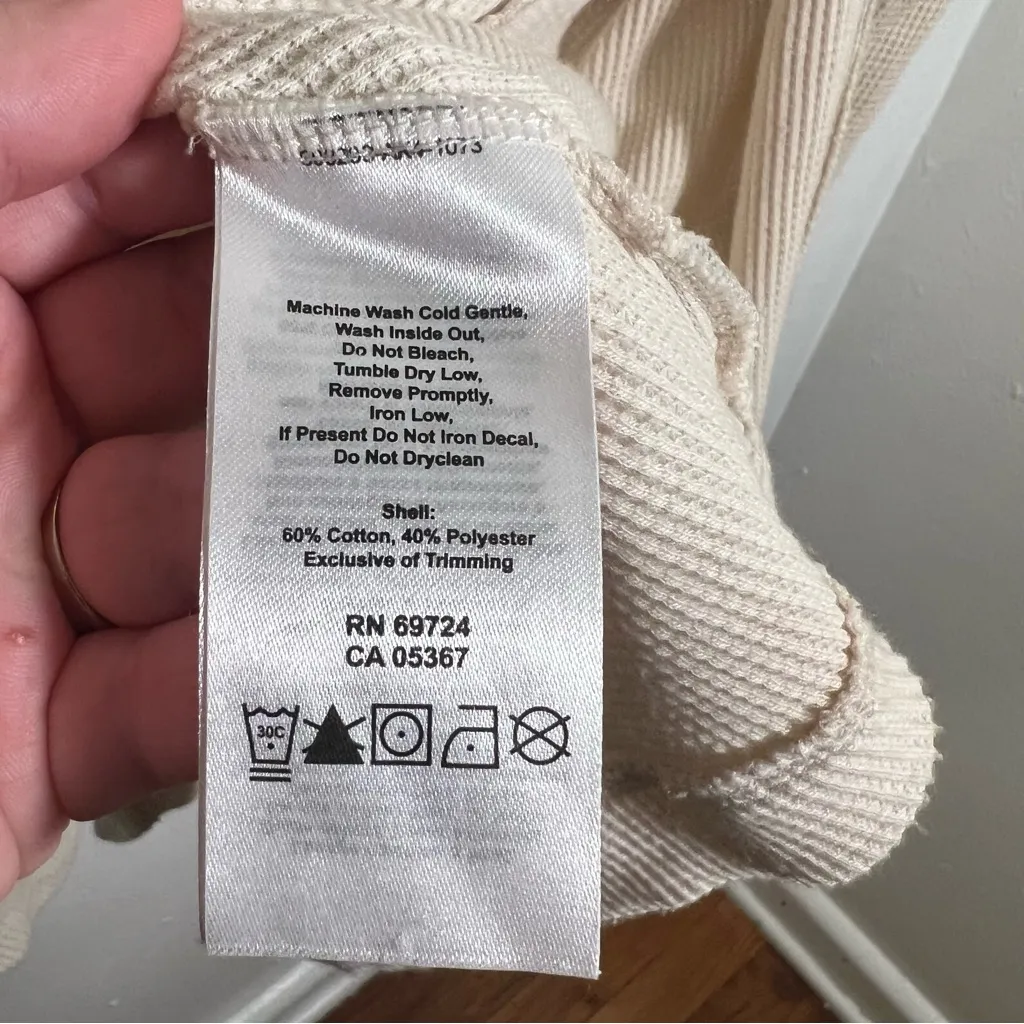 Machine Wash Cold Gentle,
Wash Inside Out,
Do Not Bleach,
Tumble Dry Low,
Remove Promptly,
Iron Low,
If Present Do Not Iron Decal,
Do Not Dryclean
Shell:
60% Cotton, 40% Polyester
Exclusive of Trimming
RN 69724
CA 05367
30C